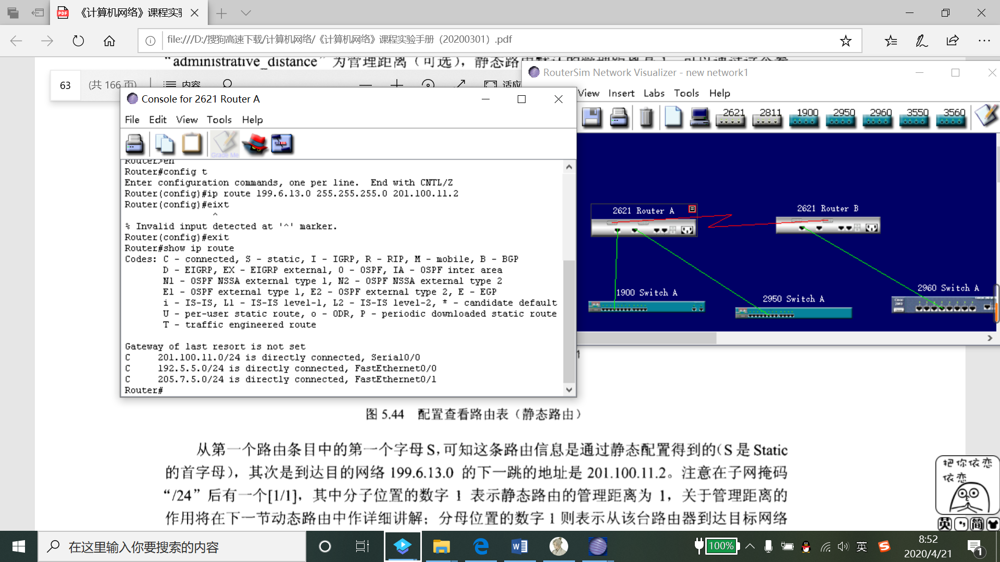 《计算机网络》课程实验
file:///D:/搜狗高速下载/计算机网络/《计算机网络》课程实验手册（20200301）.pdf
“administrative_distance” 为管理距离（可选），静态路由
63
(共 166 页)
内容
适应
RouterSim Network Visualizer - new network1
View Insert Labs Tools Help
2621 2811 1900 2950 2960 3550 3560
Console for 2621 Router A
File Edit View Tools Help
Grade Me
Router>en
Router#config t
Enter configuration commands, one per line.  End with CNTL/Z
Router(config)#ip route 199.6.13.0 255.255.255.0 201.100.11.2
Router(config)#eixt
^
% Invalid input detected at '^' marker.
Router(config)#exit
Router#show ip route
Codes: C - connected, S - static, I - IGRP, R - RIP, M - mobile, B - BGP
D - EIGRP, EX - EIGRP external, O - OSPF, IA - OSPF inter area
N1 - OSPF NSSA external type 1, N2 - OSPF NSSA external type 2
E1 - OSPF external type 1, E2 - OSPF external type 2, E - EGP
i - IS-IS, L1 - IS-IS level-1, L2 - IS-IS level-2, * - candidate default
U - per-user static route, o - ODR, P - periodic downloaded static route
T - traffic engineered route
Gateway of last resort is not set
C     201.100.11.0/24 is directly connected, Serial0/0
C     192.5.5.0/24 is directly connected, FastEthernet0/0
C     205.7.5.0/24 is directly connected, FastEthernet0/1
Router#
2621 Router A
2621 Router B
1900 Switch A
2950 Switch A
2960 Switch A
图 5.44 配置查看路由表（静态路由）
从第一个路由条目中的第一个字母 S，可知这条路由信息是通过静态配置得到的（S 是 Static
的首字母），其次是到达目的网络 199.6.13.0 的下一跳的地址是 201.100.11.2。注意在子网掩码
“/24” 后有一个[1/1]，其中分子位置的数字 1 表示静态路由的管理距离为 1，关于管理距离的
作用将在下一节动态路由中作详细讲解；分母位置的数字 1 则表示从该台路由器到达目标网络
把你依恋
依恋
英 简
在这里输入你要搜索的内容
100%
英
8:52
2020/4/21
1